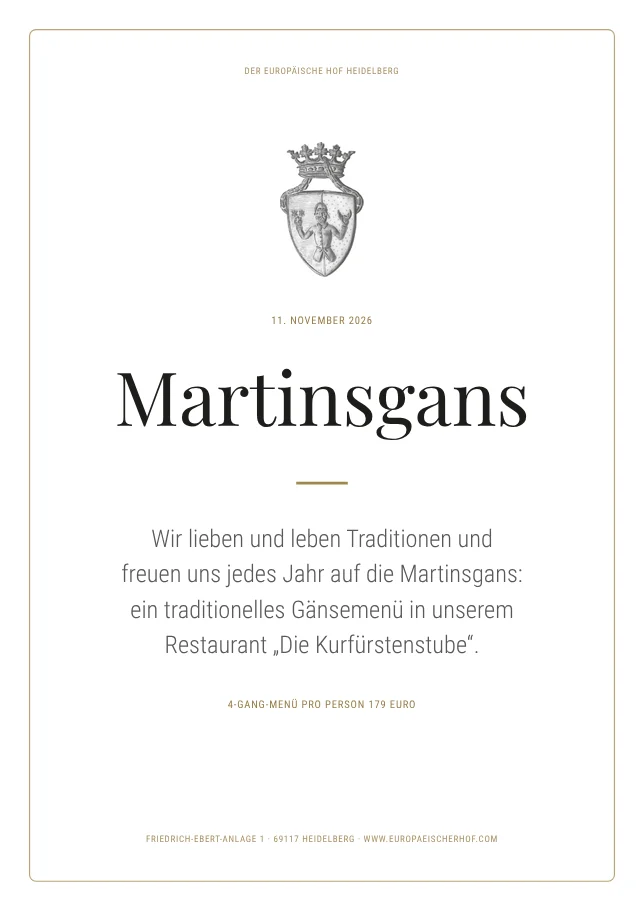 DER EUROPÄISCHE HOF HEIDELBERG
11. NOVEMBER 2026
Martinsgans
Wir lieben und leben Traditionen und
freuen uns jedes Jahr auf die Martinsgans:
ein traditionelles Gänsemenü in unserem
Restaurant „Die Kurfürstenstube“.
4-GANG-MENÜ PRO PERSON 179 EURO
FRIEDRICH-EBERT-ANLAGE 1 · 69117 HEIDELBERG · WWW.EUROPAEISCHERHOF.COM